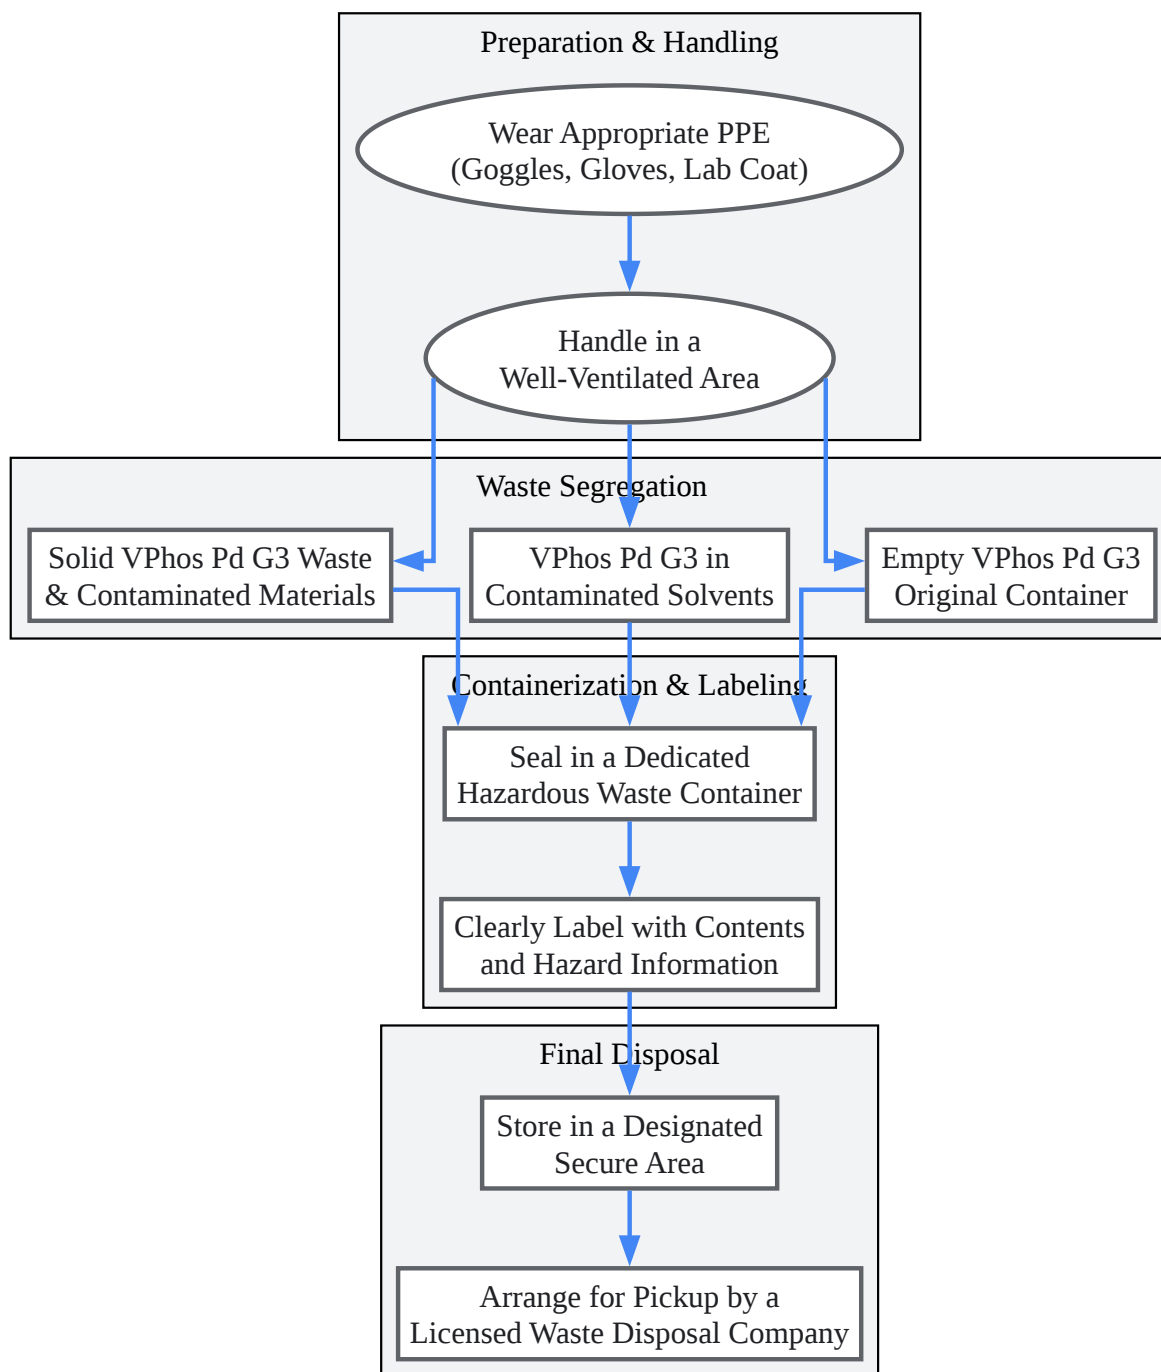 Preparation & Handling
Wear Appropriate PPE
(Goggles, Gloves, Lab Coat)
Handle in a
Well-Ventilated Area
Waste Segregation
Solid VPhos Pd G3 Waste
& Contaminated Materials
VPhos Pd G3 in
Contaminated Solvents
Empty VPhos Pd G3
Original Container
Containerization & Labeling
Seal in a Dedicated
Hazardous Waste Container
Clearly Label with Contents
and Hazard Information
Final Disposal
Store in a Designated
Secure Area
Arrange for Pickup by a
Licensed Waste Disposal Company